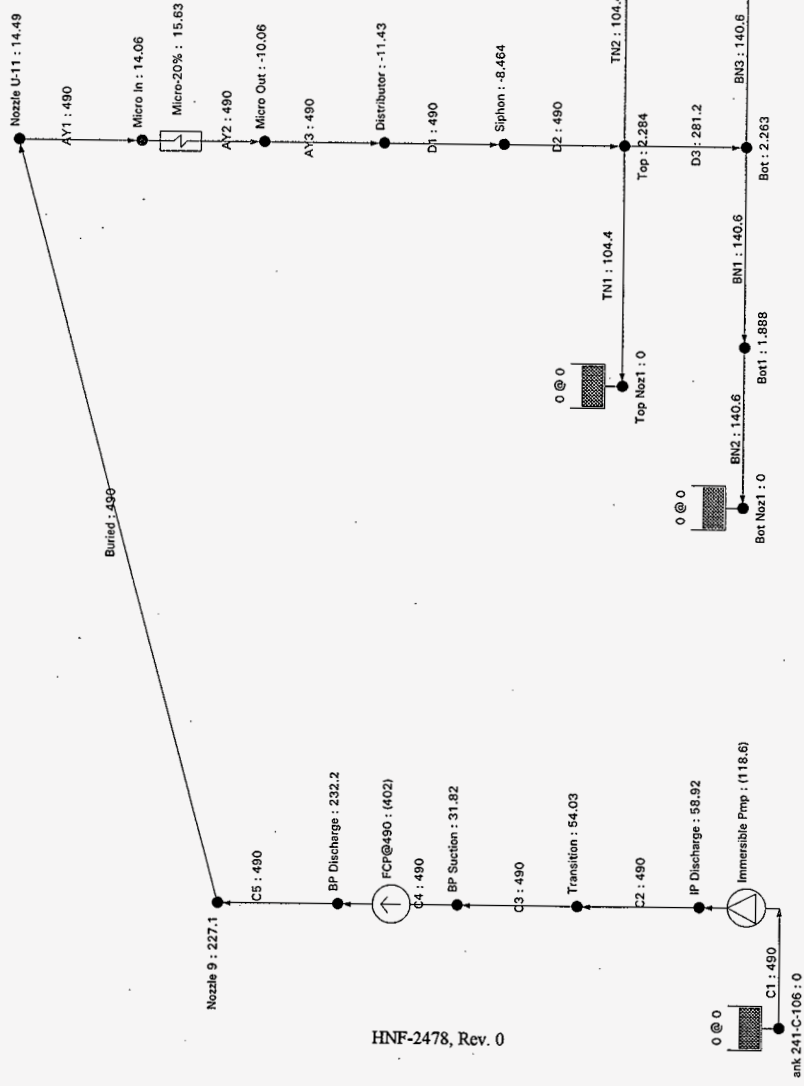 Nozzle U-11 : 14.49
AY1 : 490
Micro In : 14.06
Micro-20% : 15.63
AY2 : 490
Micro Out : -10.06
AY3 : 490
Distributor : -11.43
D1 : 490
Siphon : -8.464
D2 : 490
TN2 : 104.
Top : 2.284
D3 : 281.2
BN3 : 140.6
Bot : 2.263
TN1 : 104.4
BN1 : 140.6
0 @ 0
Top Noz1 : 0
Bot1 : 1.888
BN2 : 140.6
0 @ 0
Bot Noz1 : 0
Buried : 490
Nozzle 9 : 227.1
C5 : 490
BP Discharge : 232.2
FCP@490 : (402)
C4 : 490
BP Suction : 31.82
C3 : 490
Transition : 54.03
C2 : 490
IP Discharge : 58.92
Immersible Pmp : (118.6)
C1 : 490
0 @ 0
ank 241-C-106 : 0
HNF-2478, Rev. 0